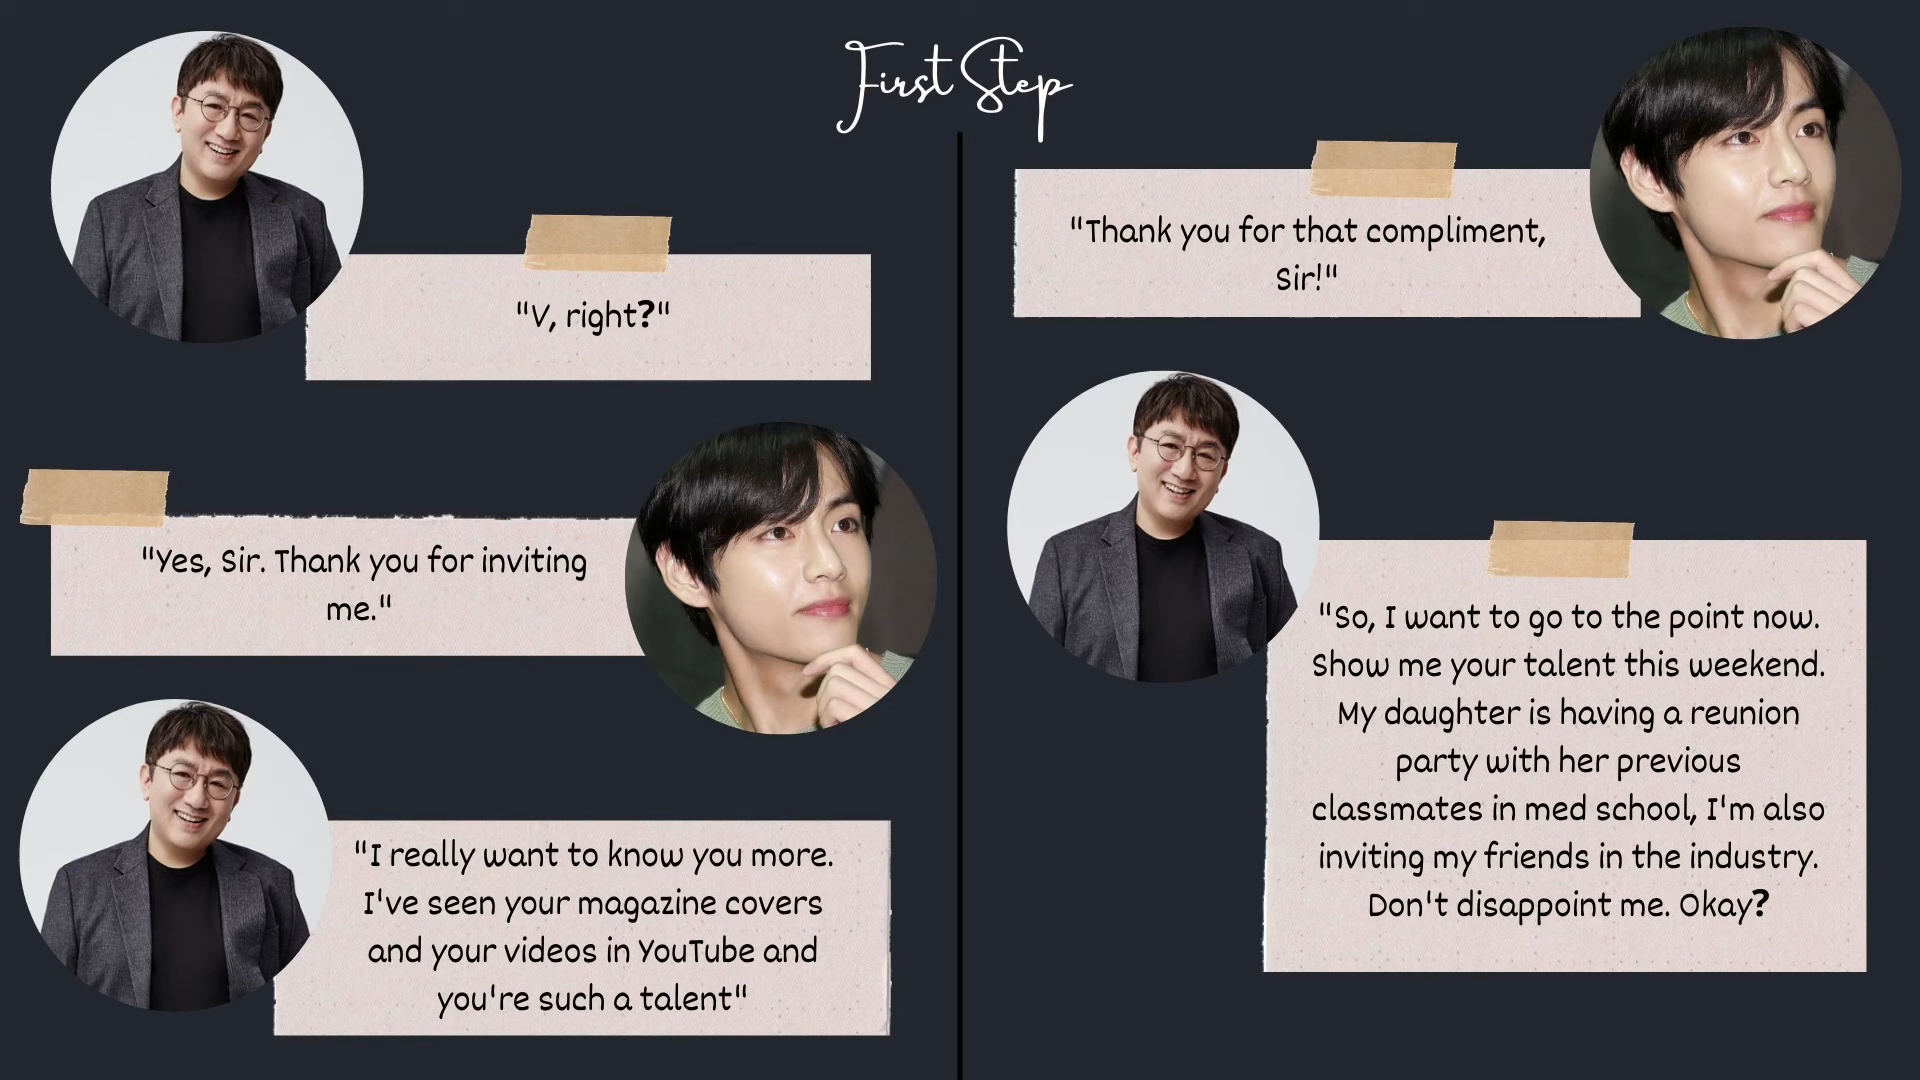 First Step
"V, right?"
"Yes, Sir. Thank you for inviting
me."
"I really want to know you more.
I've seen your magazine covers
and your videos in YouTube and
you're such a talent"
"Thank you for that compliment,
Sir!"
"So, I want to go to the point now.
Show me your talent this weekend.
My daughter is having a reunion
party with her previous
classmates in med school, I'm also
inviting my friends in the industry.
Don't disappoint me. Okay?